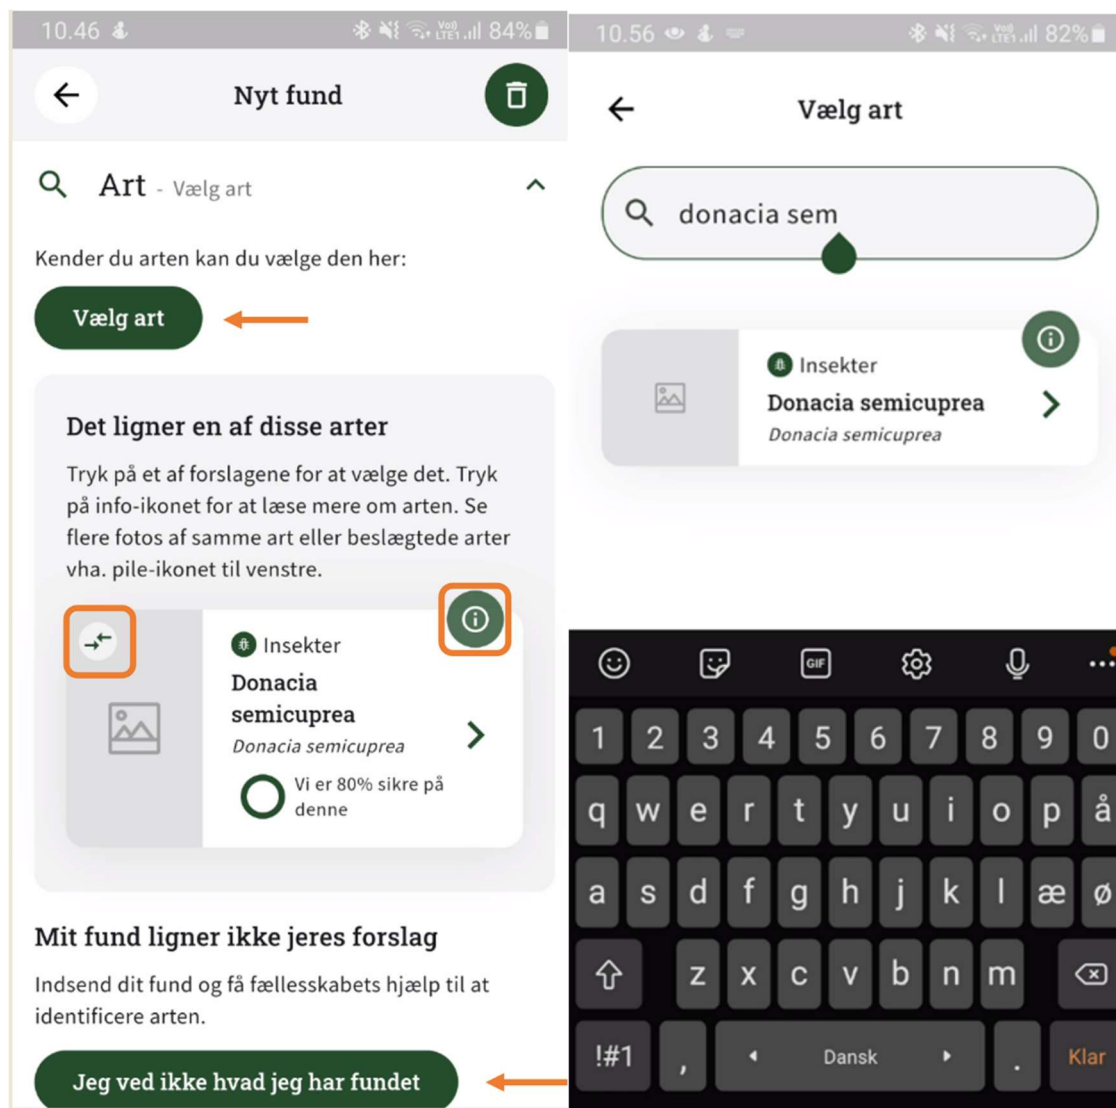 10.46 84%
Nyt fund
Art - Vælg art
Kender du arten kan du vælge den her:
Vælg art
Det ligner en af disse arter
Tryk på et af forslagene for at vælge det. Tryk
på info-ikonet for at læse mere om arten. Se
flere fotos af samme art eller beslægtede arter
vha. pile-ikonet til venstre.
Insekter
Donacia
semicuprea
Donacia semicuprea
Vi er 80% sikre på
denne
Mit fund ligner ikke jeres forslag
Indsend dit fund og få fællesskabets hjælp til at
identificere arten.
Jeg ved ikke hvad jeg har fundet
10.56 82%
Vælg art
donacia sem
Insekter
Donacia semicuprea
Donacia semicuprea
GIF
1 2 3 4 5 6 7 8 9 0
q w e r t y u i o p å
a s d f g h j k l æ ø
z x c v b n m
!#1 , Dansk . Klar